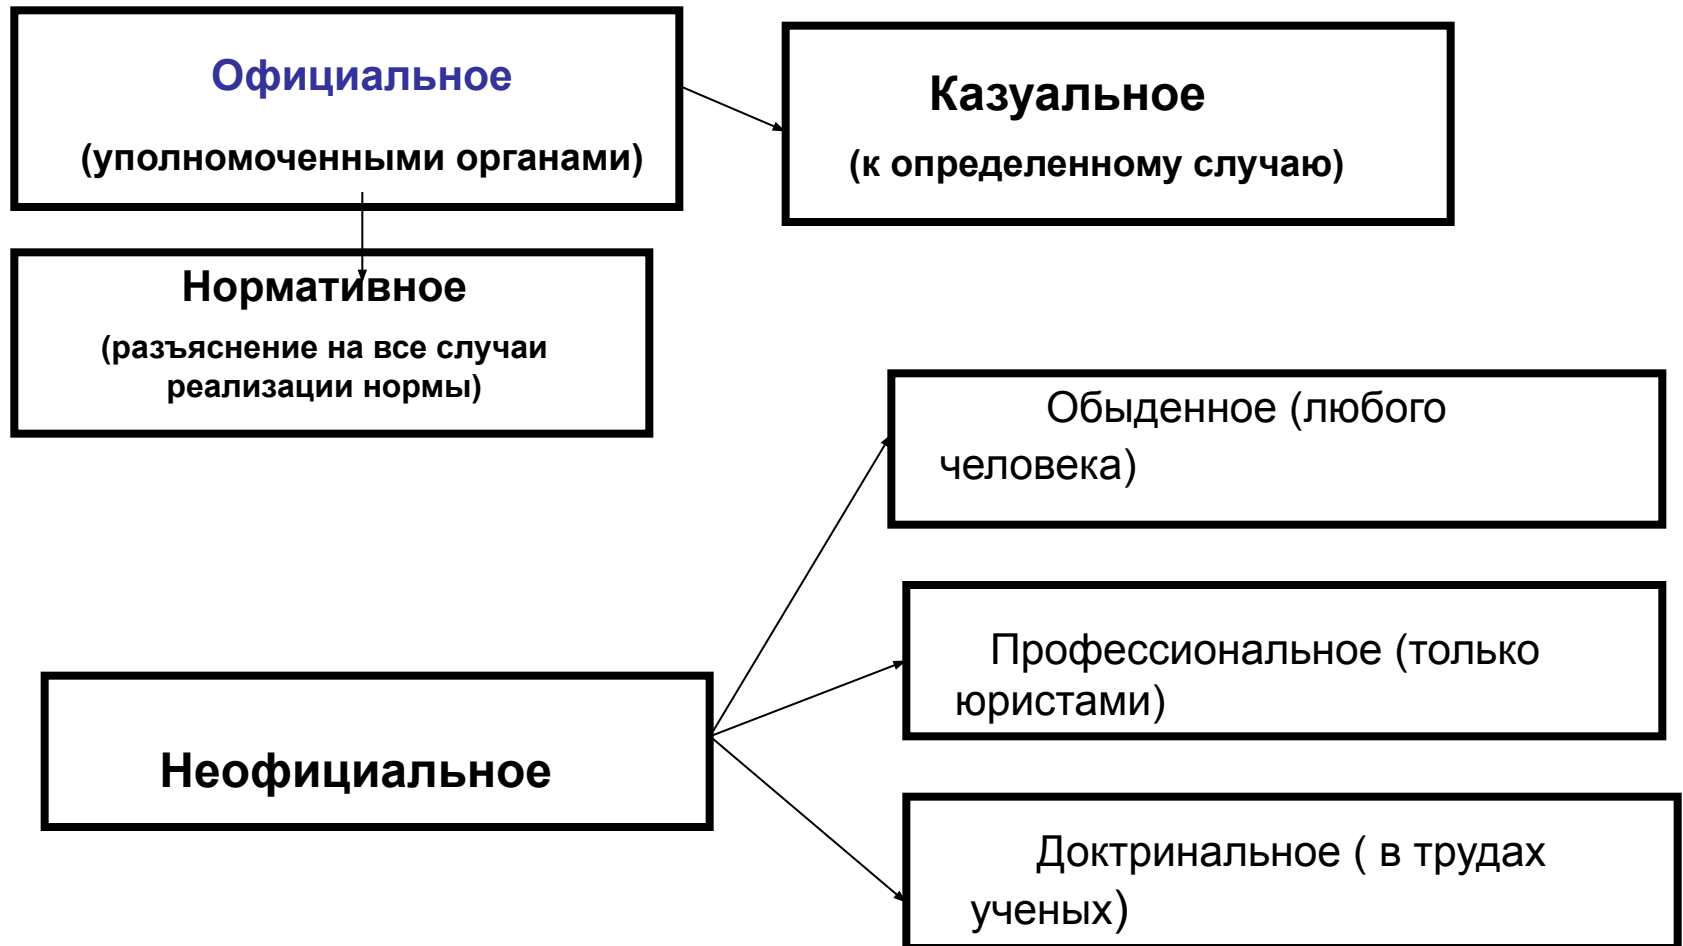 Официальное
(уполномоченными органами)
Казуальное
(к определенному случаю)
Нормативное
(разъяснение на все случаи
реализации нормы)
Обыденное (любого
человека)
Профессиональное (только
юристами)
Неофициальное
Доктринальное ( в трудах
ученых)